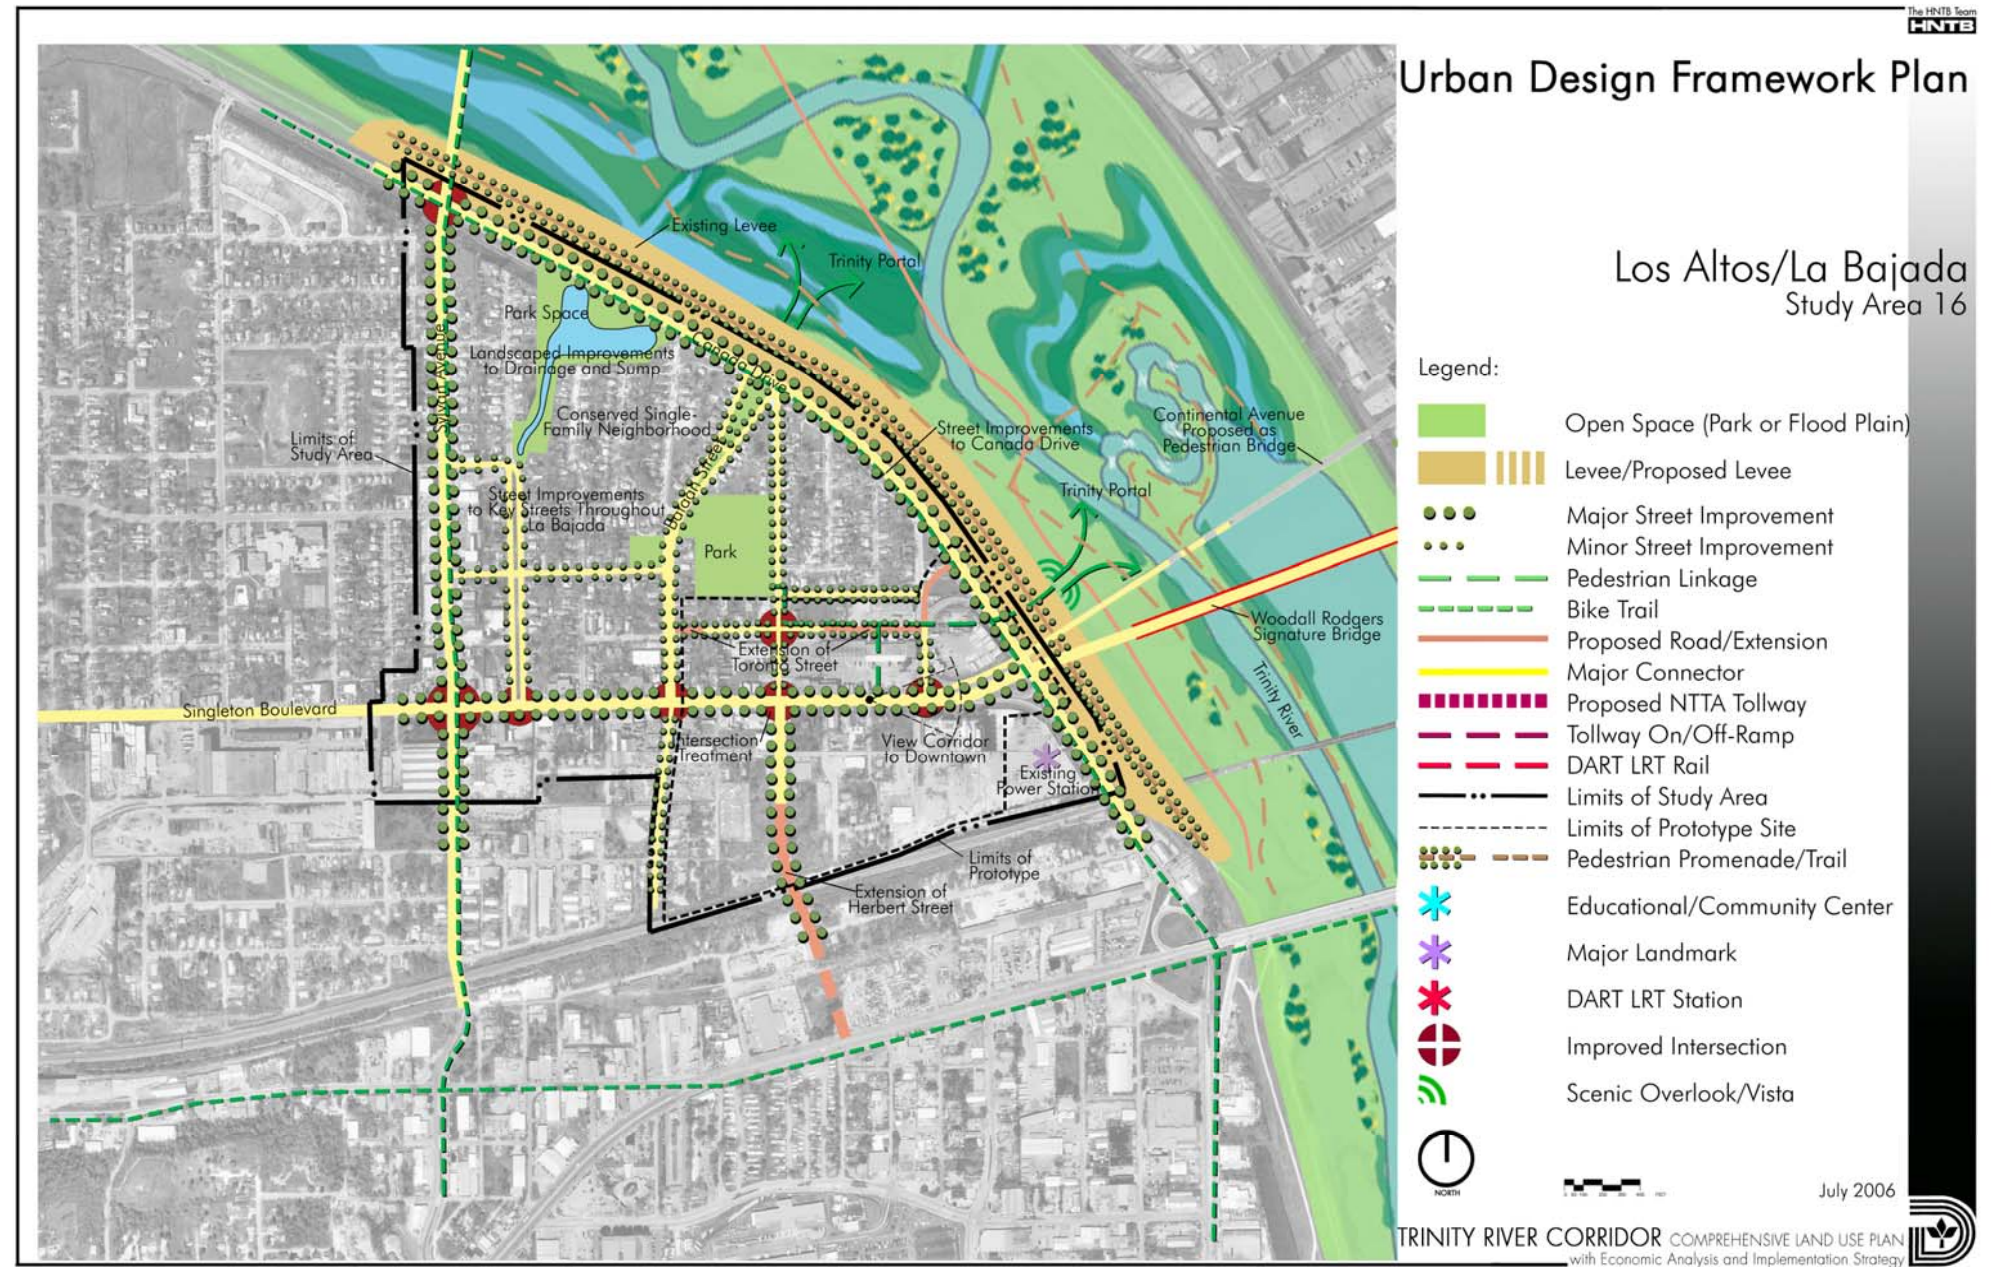 The HNTB Team
HNTB
Urban Design Framework Plan
Los Altos/La Bajada
Study Area 16
Legend:
Open Space (Park or Flood Plain)
Levee/Proposed Levee
Major Street Improvement
Minor Street Improvement
Pedestrian Linkage
Bike Trail
Proposed Road/Extension
Major Connector
Proposed NTTA Tollway
Tollway On/Off-Ramp
DART LRT Rail
Limits of Study Area
Limits of Prototype Site
Pedestrian Promenade/Trail
Educational/Community Center
Major Landmark
DART LRT Station
Improved Intersection
Scenic Overlook/Vista
NORTH
July 2006
TRINITY RIVER CORRIDOR COMPREHENSIVE LAND USE PLAN
with Economic Analysis and Implementation Strategy
Existing Levee
Trinity Portal
Park Space
Landscaped Improvements
to Drainage and Sump
Canada Drive
Sylvan Avenue
Conserved Single-
Family Neighborhood
Limits of
Study Area
Street Improvements
to Canada Drive
Continental Avenue
Proposed as
Pedestrian Bridge
Street Improvements
to Key Streets Throughout
La Bajada
Street
Park
Trinity Portal
Woodall Rodgers
Signature Bridge
Extension of
Toronto Street
Trinity River
Singleton Boulevard
Intersection
Treatment
View Corridor
to Downtown
Existing
Power Station
Limits of
Prototype
Extension of
Herbert Street